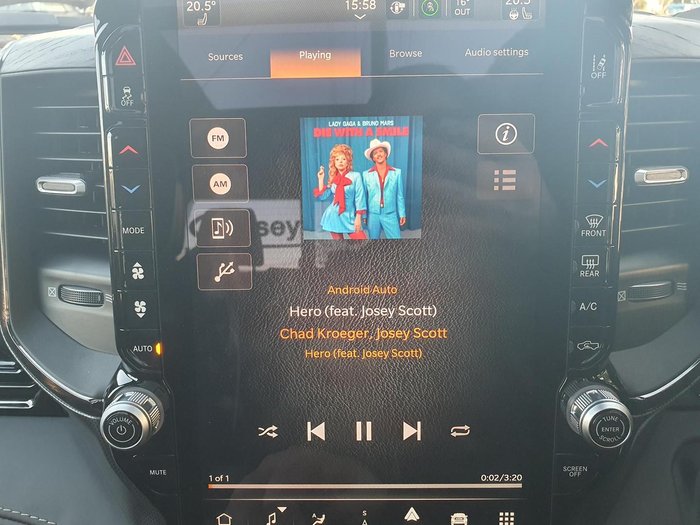 20.5°
15:58
16°
OUT
20.5
Sources
Playing
Browse
Audio settings
OFF
OFF
LADY GAGA & BRUNO MARS
DIE WITH A SMILE
FM
AM
MODE
FRONT
REAR
A/C
AUTO
Android Auto
Hero (feat. Josey Scott)
Chad Kroeger, Josey Scott
Hero (feat. Josey Scott)
VOLUME
TUNE
ENTER
SCROLL
MUTE
SCREEN
OFF
1 of 1
0:02/3:20
S
A